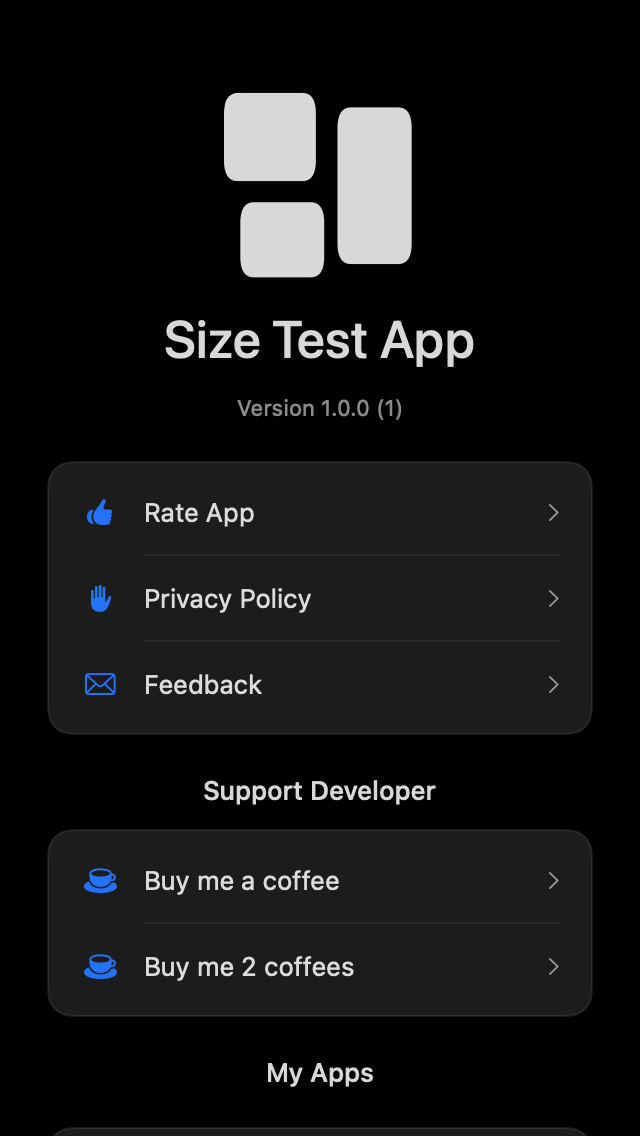 Size Test App
Version 1.0.0 (1)
Rate App
Privacy Policy
Feedback
Support Developer
Buy me a coffee
Buy me 2 coffees
My Apps